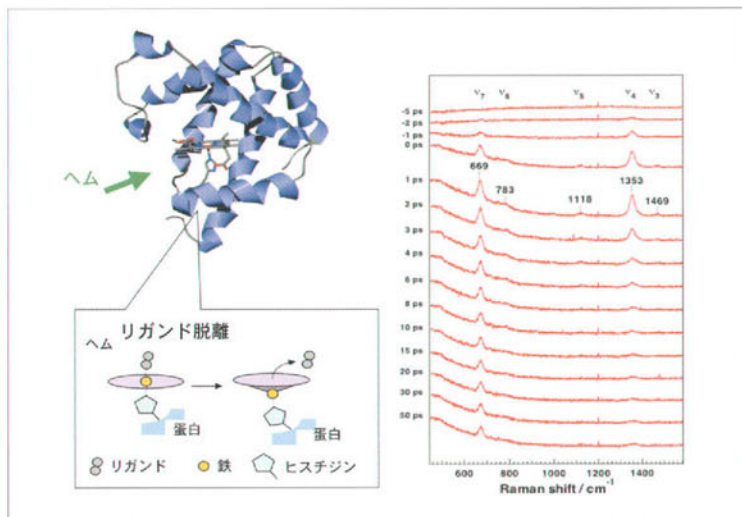 ヘム
ヘム リガンド脱離
蛋白
蛋白
リガンド 鉄 ヒスチジン
ν7 ν8 ν5 ν4 ν3
-5 ps
-2 ps
-1 ps
0 ps
669
1353
1 ps
783
1118
1469
2 ps
3 ps
4 ps
6 ps
8 ps
10 ps
15 ps
20 ps
30 ps
50 ps
600 800 1000 1200 1400
Raman shift / cm-1